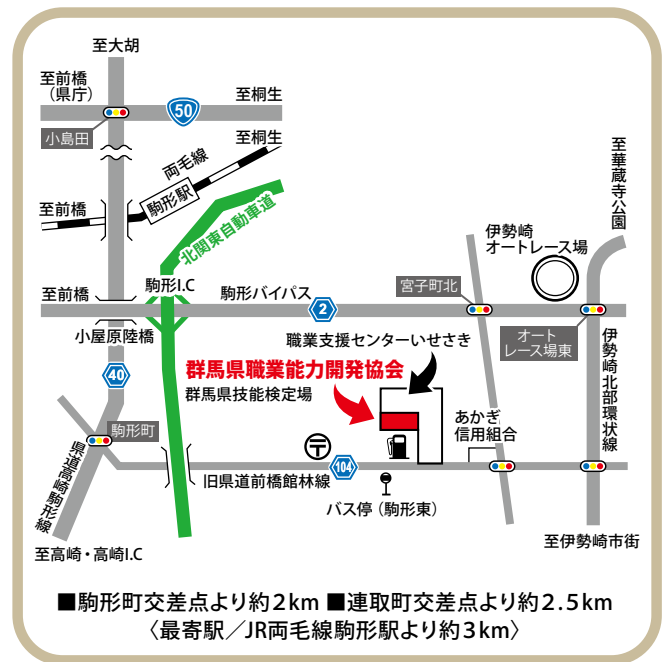 至大胡
至前橋
（県庁）
50
至桐生
小島田
至桐生
両毛線
駒形駅
至前橋
北関東自動車道
至華蔵寺公園
伊勢崎
オートレース場
駒形I.C
至前橋
駒形バイパス
2
宮子町北
小屋原陸橋
オート
レース場東
職業支援センターいせさき
伊勢崎北部環状線
群馬県職業能力開発協会
群馬県技能検定場
40
あかぎ
信用組合
駒形町
〒
104
県道高崎駒形線
旧県道前橋館林線
バス停（駒形東）
至高崎・高崎I.C
至伊勢崎市街
■駒形町交差点より約2km ■連取町交差点より約2.5km
〈最寄駅／JR両毛線駒形駅より約3km〉